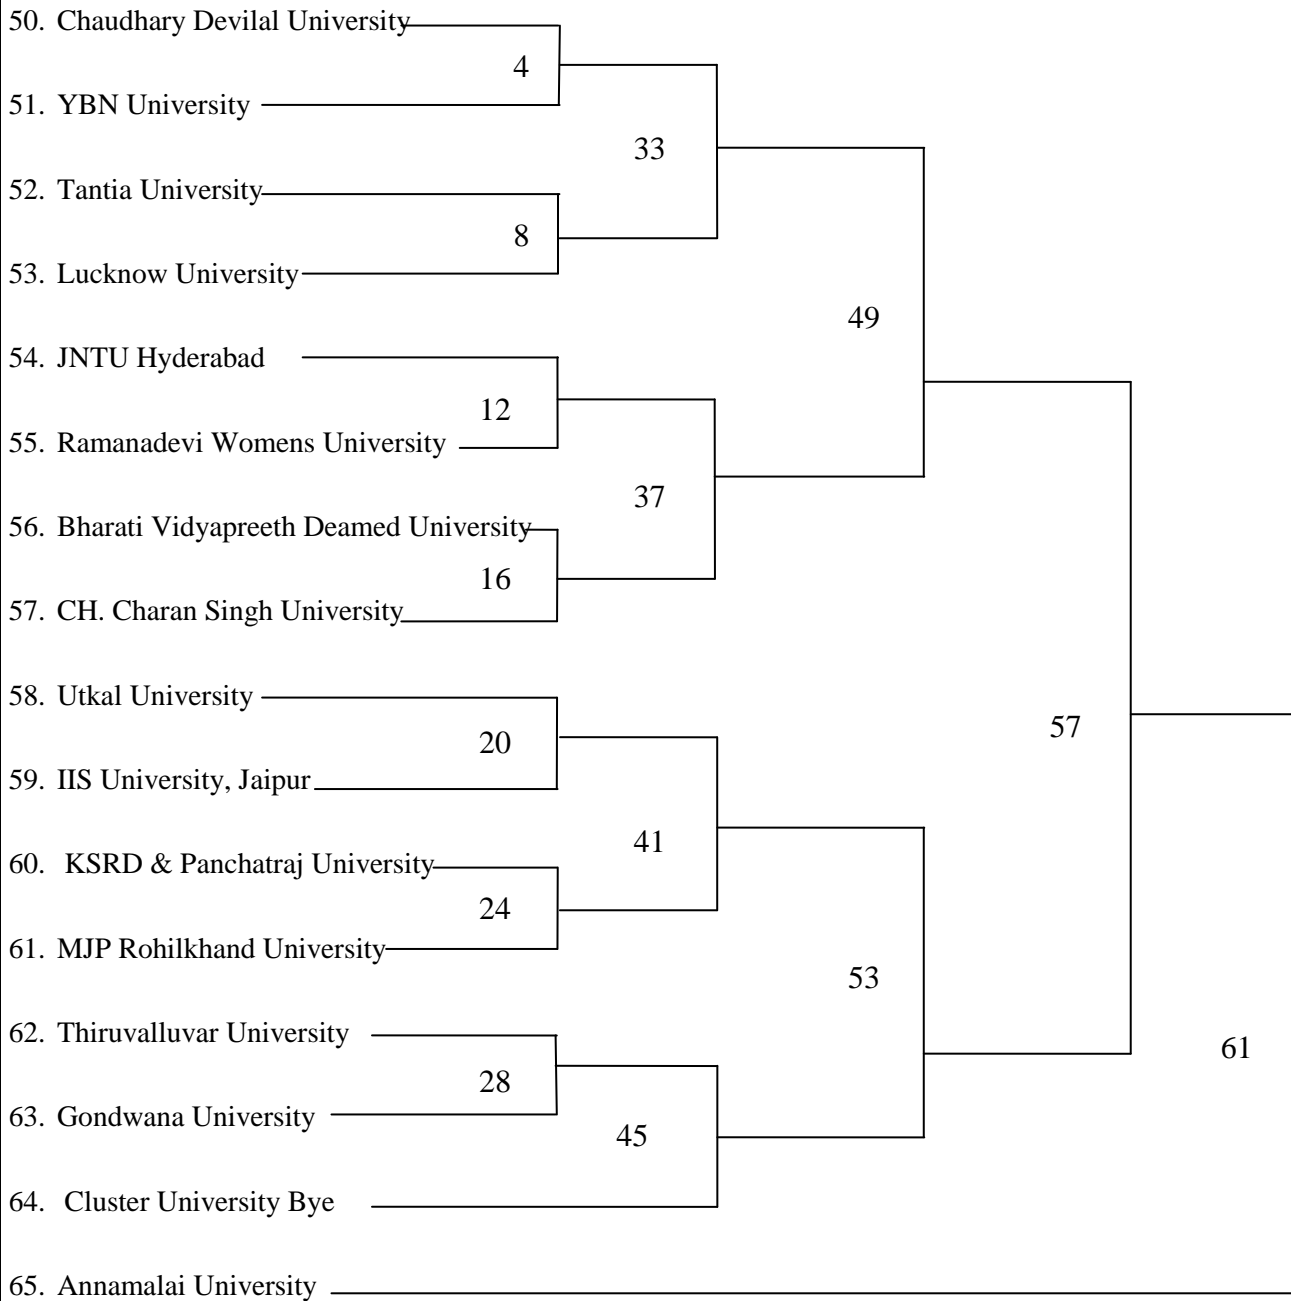 50. Chaudhary Devilal University
4
51. YBN University
33
52. Tantia University
8
53. Lucknow University
49
54. JNTU Hyderabad
12
55. Ramanadevi Womens University
37
56. Bharati Vidyapreeth Deamed University
16
57. CH. Charan Singh University
58. Utkal University
57
20
59. IIS University, Jaipur
41
60. KSRD & Panchatraj University
24
61. MJP Rohilkhand University
53
62. Thiruvalluvar University
61
28
63. Gondwana University
45
64. Cluster University Bye
65. Annamalai University